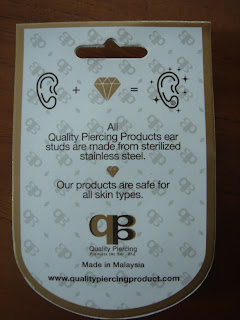 + =
All
Quality Piercing Products ear
studs are made from sterilized
stainless steel.
Our products are safe for
all skin types.
Quality Piercing
Made in Malaysia
www.qualitypiercingproduct.com